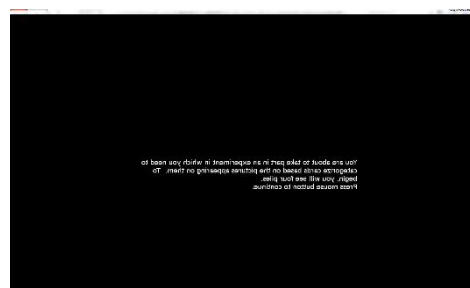 You are about to take part in an experiment in which you need to
categorize cards based on the pictures appearing on them. To
begin, you will see four piles.
Press mouse button to continue.